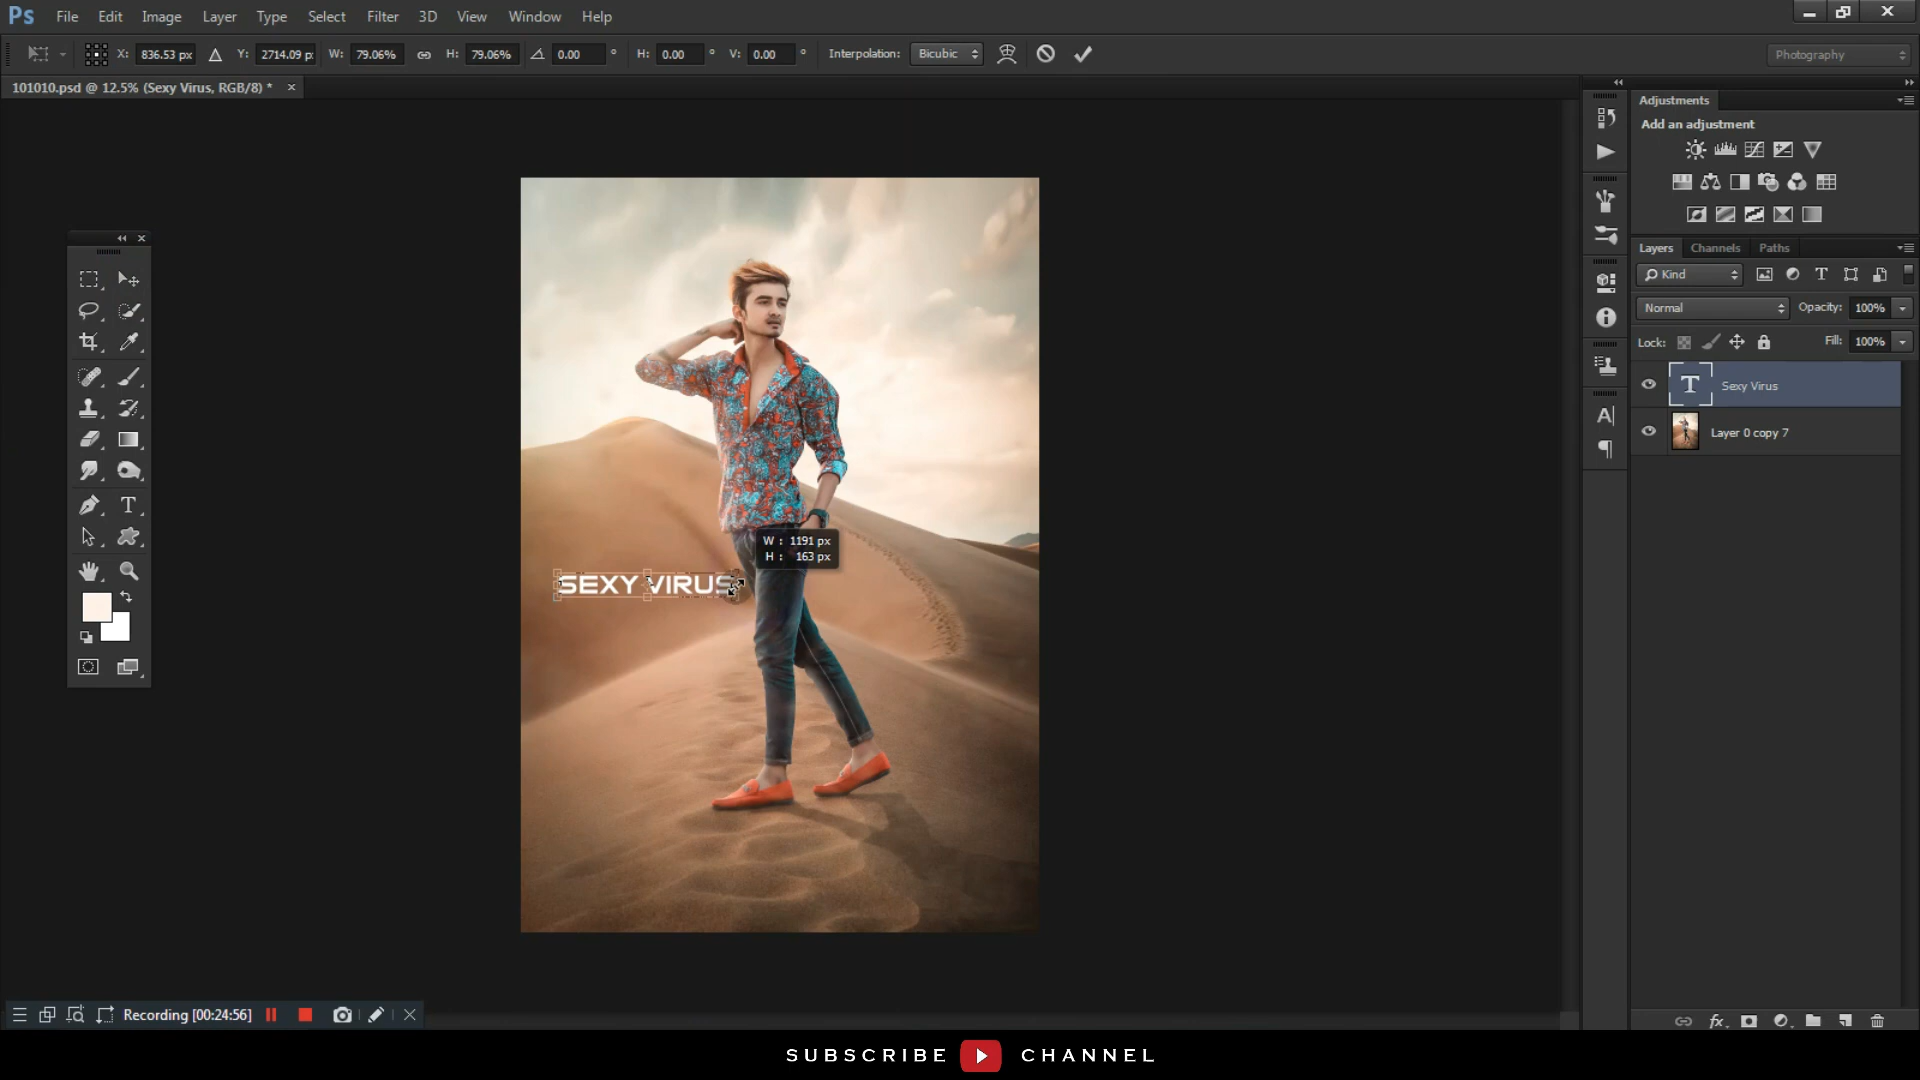 Ps File Edit Image Layer Type Select Filter 3D View Window Help
X: 836.53 px Y: 2714.09 p W: 79.06% H: 79.06% 0.00 ° H: 0.00 ° V: 0.00 ° Interpolation: Bicubic Photography
101010.psd @ 12.5% (Sexy Virus, RGB/8) * ×
Adjustments
Add an adjustment
Layers Channels Paths
Kind
Normal Opacity: 100%
Lock: Fill: 100%
T Sexy Virus
Layer 0 copy 7
W : 1191 px
H : 163 px
SEXY VIRUS
Recording [00:24:56]
SUBSCRIBE CHANNEL